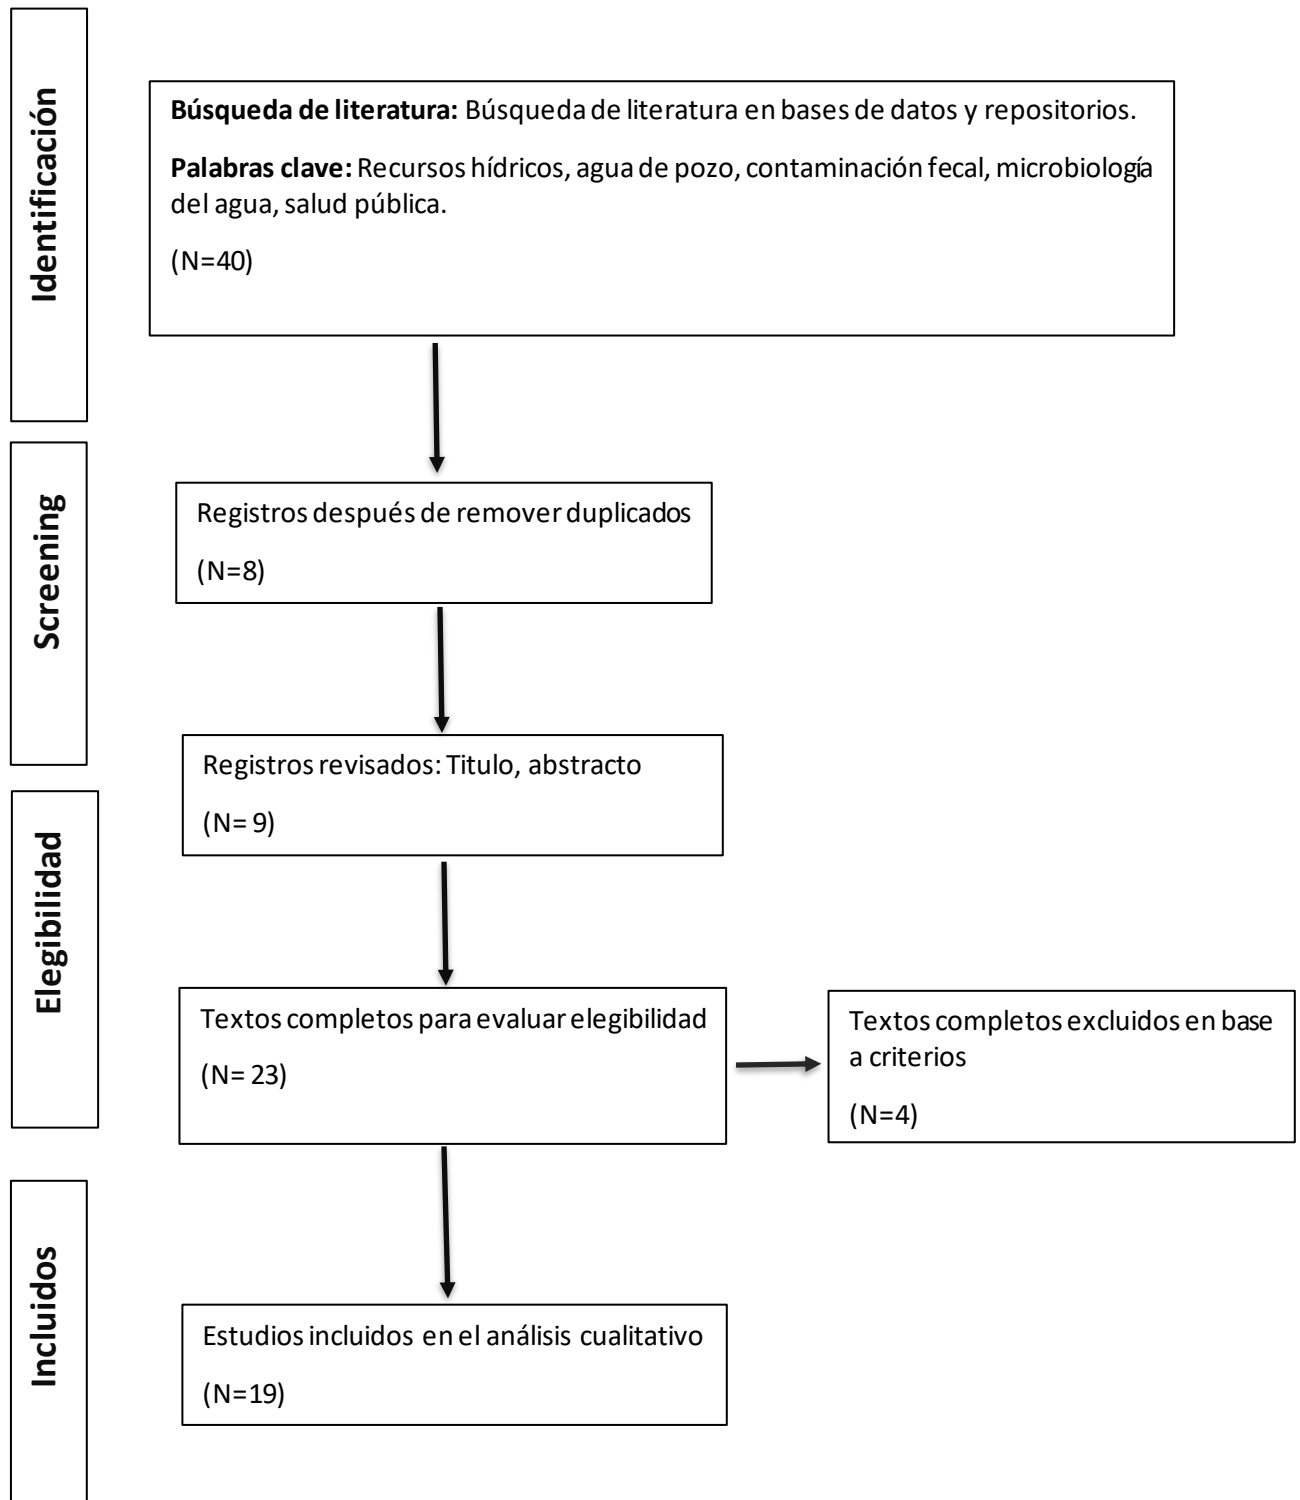 Identificación
Búsqueda de literatura: Búsqueda de literatura en bases de datos y repositorios.
Palabras clave: Recursos hídricos, agua de pozo, contaminación fecal, microbiología
del agua, salud pública.
(N=40)
Screening
Registros después de remover duplicados
(N=8)
Registros revisados: Titulo, abstracto
(N= 9)
Elegibilidad
Textos completos para evaluar elegibilidad
(N= 23)
Textos completos excluidos en base
a criterios
(N=4)
Incluidos
Estudios incluidos en el análisis cualitativo
(N=19)